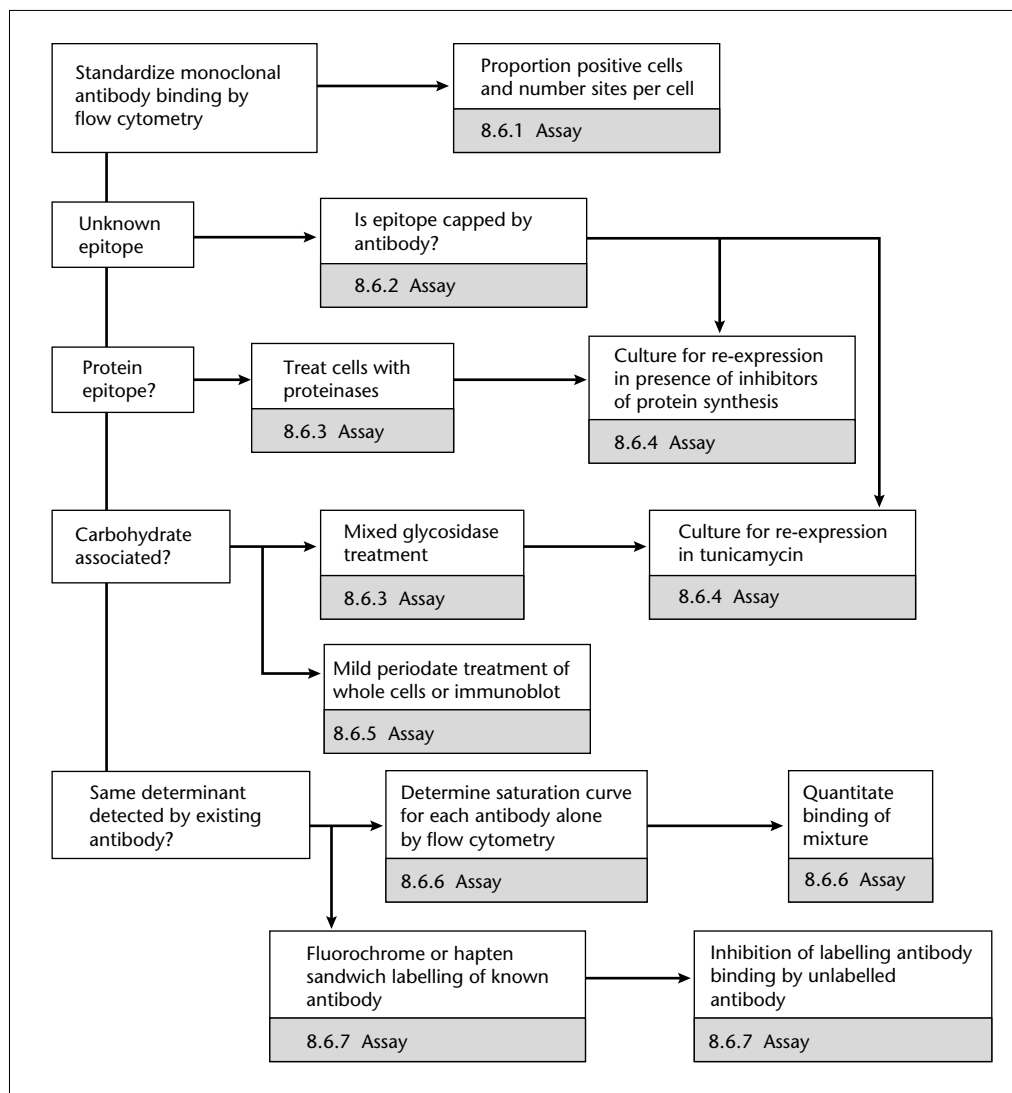 Standardize monoclonal
antibody binding by
flow cytometry
Proportion positive cells
and number sites per cell
8.6.1 Assay
Unknown
epitope
Is epitope capped by
antibody?
8.6.2 Assay
Protein
epitope?
Treat cells with
proteinases
8.6.3 Assay
Culture for re-expression
in presence of inhibitors
of protein synthesis
8.6.4 Assay
Carbohydrate
associated?
Mixed glycosidase
treatment
8.6.3 Assay
Culture for re-expression
in tunicamycin
8.6.4 Assay
Mild periodate treatment of
whole cells or immunoblot
8.6.5 Assay
Same determinant
detected by existing
antibody?
Determine saturation curve
for each antibody alone
by flow cytometry
8.6.6 Assay
Quantitate
binding of
mixture
8.6.6 Assay
Fluorochrome or hapten
sandwich labelling of known
antibody
8.6.7 Assay
Inhibition of labelling antibody
binding by unlabelled
antibody
8.6.7 Assay